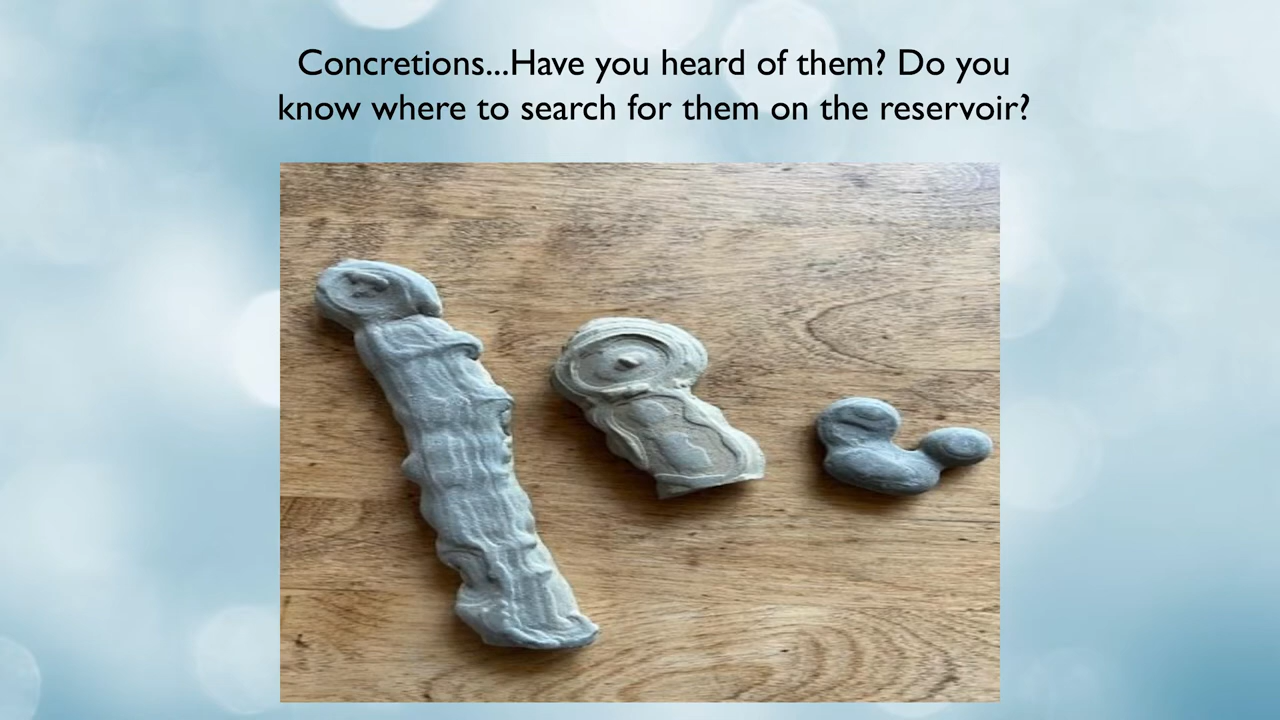 Concretions...Have you heard of them? Do you
know where to search for them on the reservoir?